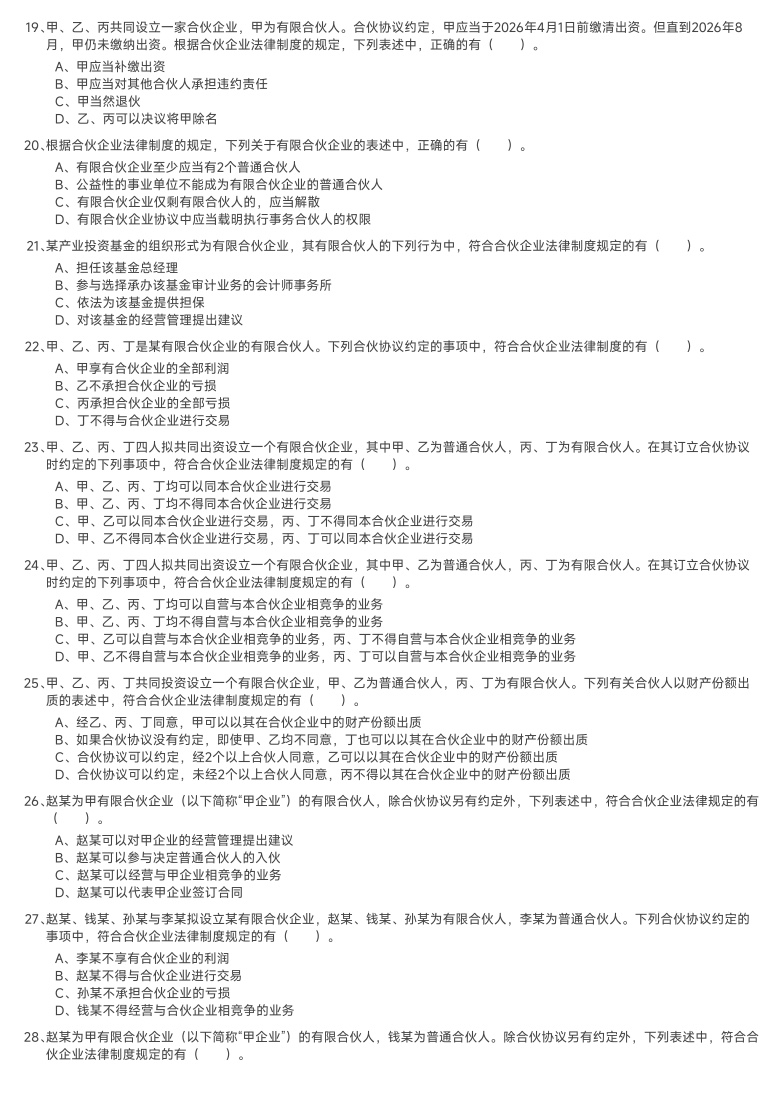 19、甲、乙、丙共同设立一家合伙企业，甲为有限合伙人。合伙协议约定，甲应当于2026年4月1日前缴清出资。但直到2026年8
月，甲仍未缴纳出资。根据合伙企业法律制度的规定，下列表述中，正确的有（　　）。
A、甲应当补缴出资
B、甲应当对其他合伙人承担违约责任
C、甲当然退伙
D、乙、丙可以决议将甲除名
20、根据合伙企业法律制度的规定，下列关于有限合伙企业的表述中，正确的有（　　）。
A、有限合伙企业至少应当有2个普通合伙人
B、公益性的事业单位不能成为有限合伙企业的普通合伙人
C、有限合伙企业仅剩有限合伙人的，应当解散
D、有限合伙企业协议中应当载明执行事务合伙人的权限
21、某产业投资基金的组织形式为有限合伙企业，其有限合伙人的下列行为中，符合合伙企业法律制度规定的有（　　）。
A、担任该基金总经理
B、参与选择承办该基金审计业务的会计师事务所
C、依法为该基金提供担保
D、对该基金的经营管理提出建议
22、甲、乙、丙、丁是某有限合伙企业的有限合伙人。下列合伙协议约定的事项中，符合合伙企业法律制度的有（　　）。
A、甲享有合伙企业的全部利润
B、乙不承担合伙企业的亏损
C、丙承担合伙企业的全部亏损
D、丁不得与合伙企业进行交易
23、甲、乙、丙、丁四人拟共同出资设立一个有限合伙企业，其中甲、乙为普通合伙人，丙、丁为有限合伙人。在其订立合伙协议
时约定的下列事项中，符合合伙企业法律制度规定的有（　　）。
A、甲、乙、丙、丁均可以同本合伙企业进行交易
B、甲、乙、丙、丁均不得同本合伙企业进行交易
C、甲、乙可以同本合伙企业进行交易，丙、丁不得同本合伙企业进行交易
D、甲、乙不得同本合伙企业进行交易，丙、丁可以同本合伙企业进行交易
24、甲、乙、丙、丁四人拟共同出资设立一个有限合伙企业，其中甲、乙为普通合伙人，丙、丁为有限合伙人。在其订立合伙协议
时约定的下列事项中，符合合伙企业法律制度规定的有（　　）。
A、甲、乙、丙、丁均可以自营与本合伙企业相竞争的业务
B、甲、乙、丙、丁均不得自营与本合伙企业相竞争的业务
C、甲、乙可以自营与本合伙企业相竞争的业务，丙、丁不得自营与本合伙企业相竞争的业务
D、甲、乙不得自营与本合伙企业相竞争的业务，丙、丁可以自营与本合伙企业相竞争的业务
25、甲、乙、丙、丁共同投资设立一个有限合伙企业，甲、乙为普通合伙人，丙、丁为有限合伙人。下列有关合伙人以财产份额出
质的表述中，符合合伙企业法律制度规定的有（　　）。
A、经乙、丙、丁同意，甲可以以其在合伙企业中的财产份额出质
B、如果合伙协议没有约定，即使甲、乙均不同意，丁也可以以其在合伙企业中的财产份额出质
C、合伙协议可以约定，经2个以上合伙人同意，乙可以以其在合伙企业中的财产份额出质
D、合伙协议可以约定，未经2个以上合伙人同意，丙不得以其在合伙企业中的财产份额出质
26、赵某为甲有限合伙企业（以下简称“甲企业”）的有限合伙人，除合伙协议另有约定外，下列表述中，符合合伙企业法律规定的有
（　　）。
A、赵某可以对甲企业的经营管理提出建议
B、赵某可以参与决定普通合伙人的入伙
C、赵某可以经营与甲企业相竞争的业务
D、赵某可以代表甲企业签订合同
27、赵某、钱某、孙某与李某拟设立某有限合伙企业，赵某、钱某、孙某为有限合伙人，李某为普通合伙人。下列合伙协议约定的
事项中，符合合伙企业法律制度规定的有（　　）。
A、李某不享有合伙企业的利润
B、赵某不得与合伙企业进行交易
C、孙某不承担合伙企业的亏损
D、钱某不得经营与合伙企业相竞争的业务
28、赵某为甲有限合伙企业（以下简称“甲企业”）的有限合伙人，钱某为普通合伙人。除合伙协议另有约定外，下列表述中，符合合
伙企业法律制度规定的有（　　）。